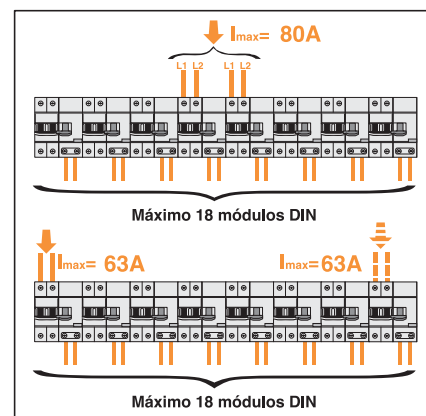 Imax= 80A
L1 L2 L1 L2
Máximo 18 módulos DIN
Imax= 63A Imax=63A
Máximo 18 módulos DIN